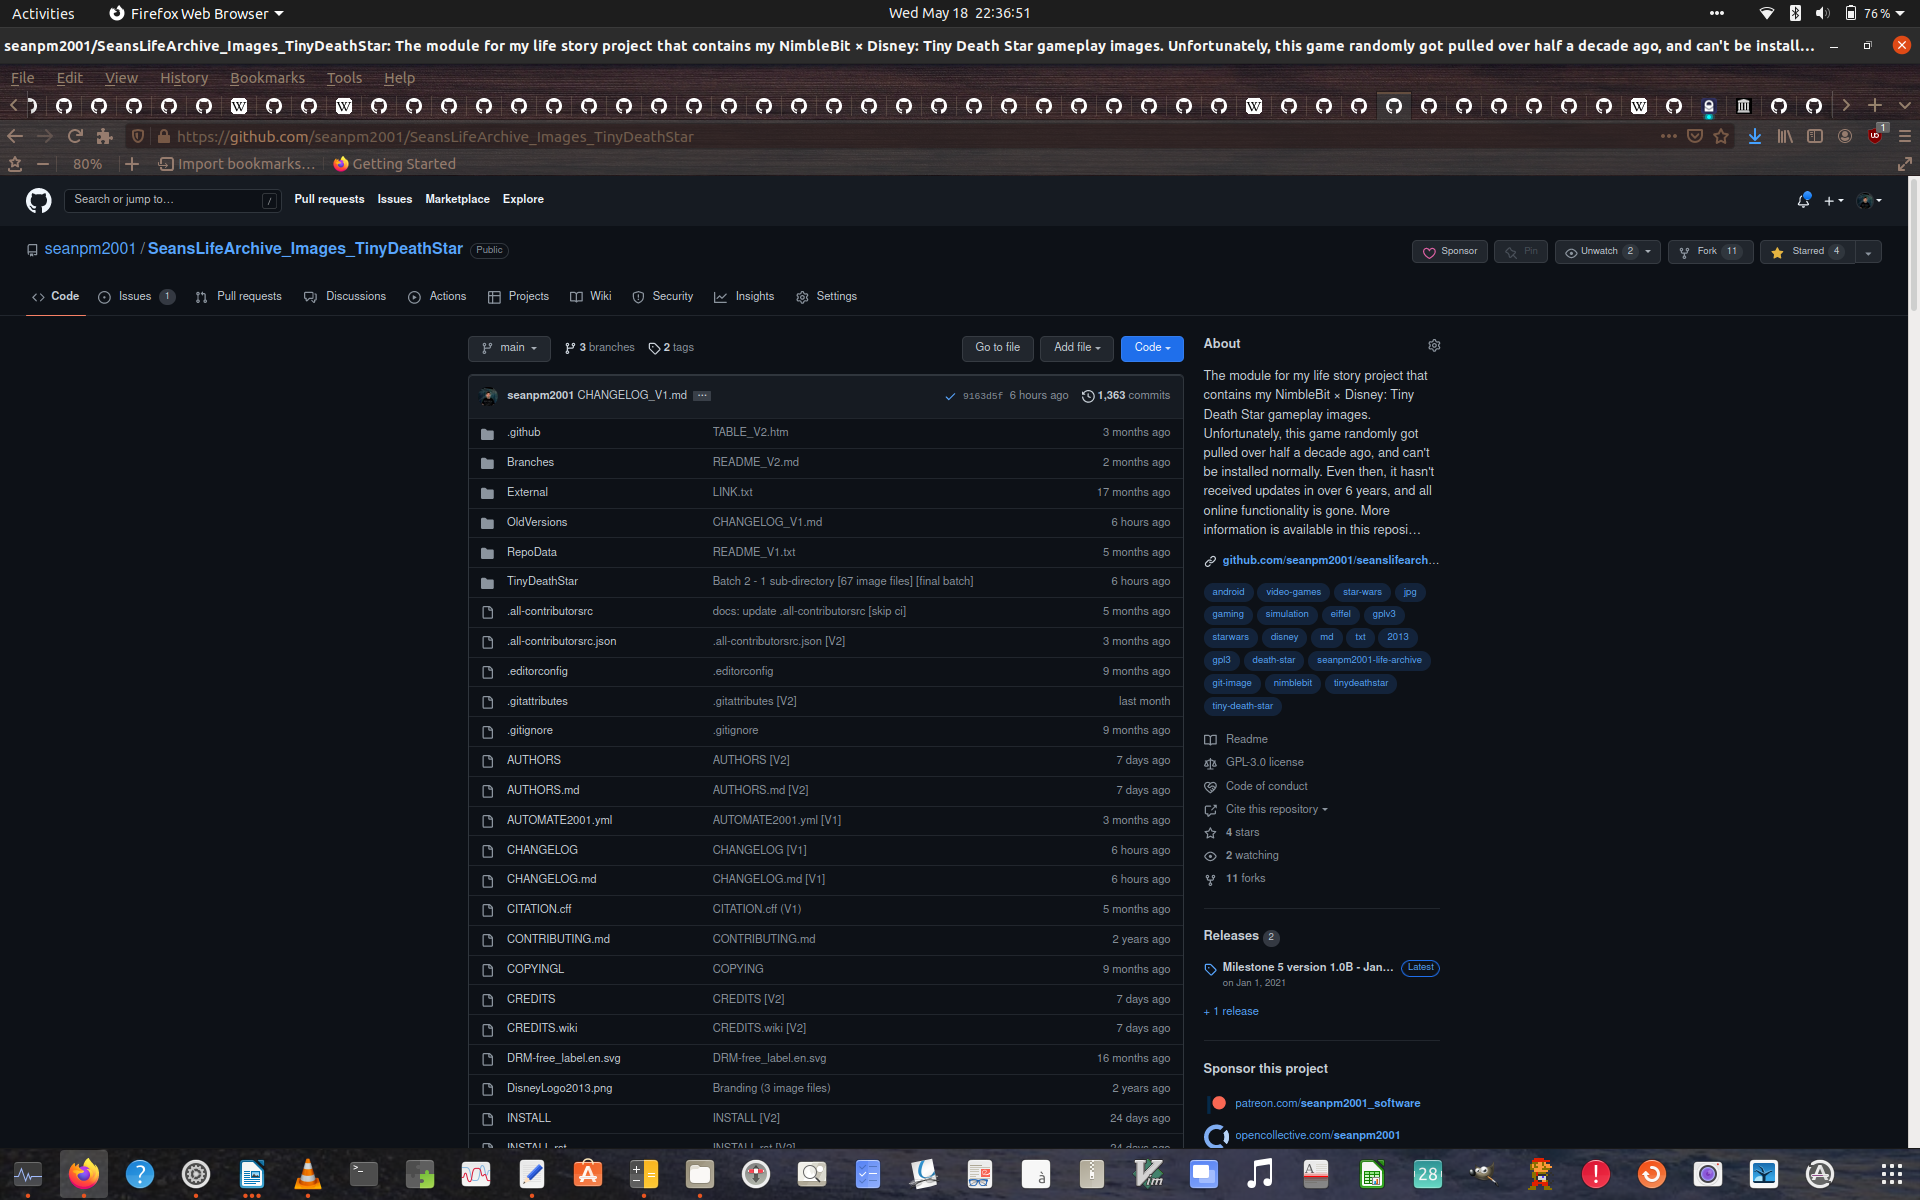 Activities Firefox Web Browser Wed May 18 22:36:51 76 %
seanpm2001/SeansLifeArchive_Images_TinyDeathStar: The module for my life story project that contains my NimbleBit × Disney: Tiny Death Star gameplay images. Unfortunately, this game randomly got pulled over half a decade ago, and can't be install…
File Edit View History Bookmarks Tools Help
https://github.com/seanpm2001/SeansLifeArchive_Images_TinyDeathStar 1
80% Import bookmarks… Getting Started
Search or jump to… / Pull requests Issues Marketplace Explore
seanpm2001 / SeansLifeArchive_Images_TinyDeathStar Public Sponsor Pin Unwatch 2 Fork 11 Starred 4
Code Issues 1 Pull requests Discussions Actions Projects Wiki Security Insights Settings
main 3 branches 2 tags Go to file Add file Code
seanpm2001 CHANGELOG_V1.md 9163d5f 6 hours ago 1,363 commits
.github TABLE_V2.htm 3 months ago
Branches README_V2.md 2 months ago
External LINK.txt 17 months ago
OldVersions CHANGELOG_V1.md 6 hours ago
RepoData README_V1.txt 5 months ago
TinyDeathStar Batch 2 - 1 sub-directory [67 image files] [final batch] 6 hours ago
.all-contributorsrc docs: update .all-contributorsrc [skip ci] 5 months ago
.all-contributorsrc.json .all-contributorsrc.json [V2] 3 months ago
.editorconfig .editorconfig 9 months ago
.gitattributes .gitattributes [V2] last month
.gitignore .gitignore 9 months ago
AUTHORS AUTHORS [V2] 7 days ago
AUTHORS.md AUTHORS.md [V2] 7 days ago
AUTOMATE2001.yml AUTOMATE2001.yml [V1] 3 months ago
CHANGELOG CHANGELOG [V1] 6 hours ago
CHANGELOG.md CHANGELOG.md [V1] 6 hours ago
CITATION.cff CITATION.cff (V1) 5 months ago
CONTRIBUTING.md CONTRIBUTING.md 2 years ago
COPYINGL COPYING 9 months ago
CREDITS CREDITS [V2] 7 days ago
CREDITS.wiki CREDITS.wiki [V2] 7 days ago
DRM-free_label.en.svg DRM-free_label.en.svg 16 months ago
DisneyLogo2013.png Branding (3 image files) 2 years ago
INSTALL INSTALL [V2] 24 days ago
INSTALL.rst INSTALL.rst [V2] 24 days ago
About
The module for my life story project that
contains my NimbleBit × Disney: Tiny
Death Star gameplay images.
Unfortunately, this game randomly got
pulled over half a decade ago, and can't
be installed normally. Even then, it hasn't
received updates in over 6 years, and all
online functionality is gone. More
information is available in this reposi…
github.com/seanpm2001/seanslifearch…
android video-games star-wars jpg
gaming simulation eiffel gplv3
starwars disney md txt 2013
gpl3 death-star seanpm2001-life-archive
git-image nimblebit tinydeathstar
tiny-death-star
Readme
GPL-3.0 license
Code of conduct
Cite this repository
4 stars
2 watching
11 forks
Releases 2
Milestone 5 version 1.0B - Jan… Latest
on Jan 1, 2021
+ 1 release
Sponsor this project
patreon.com/seanpm2001_software
opencollective.com/seanpm2001
28